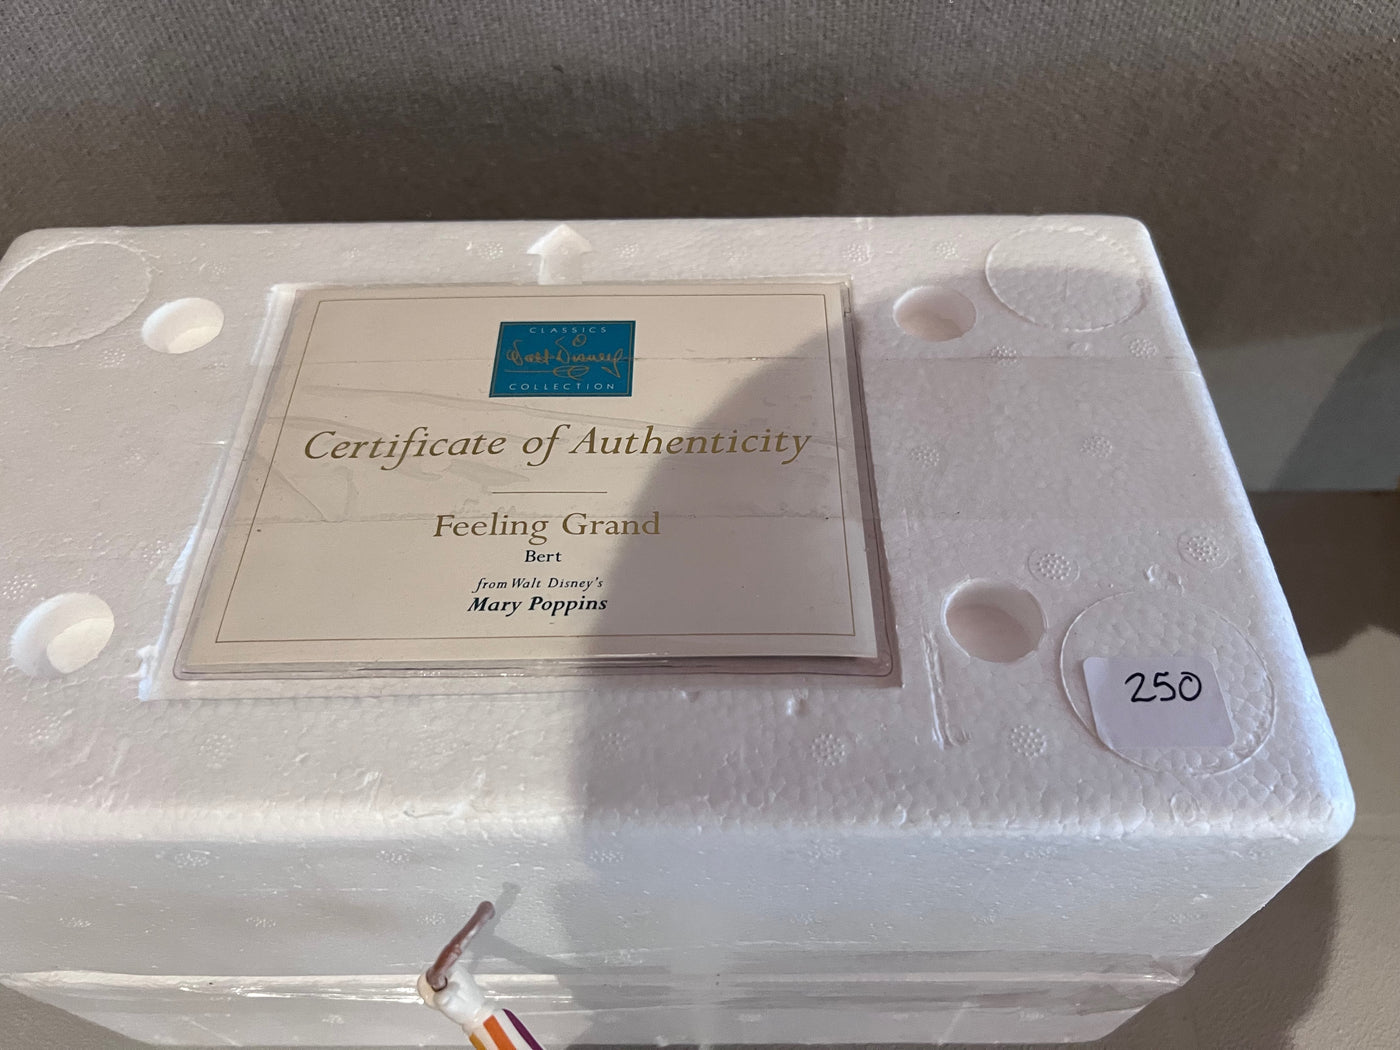 CLASSICS
Walt Disney
COLLECTION
Certificate of Authenticity
Feeling Grand
Bert
from Walt Disney's
Mary Poppins
250